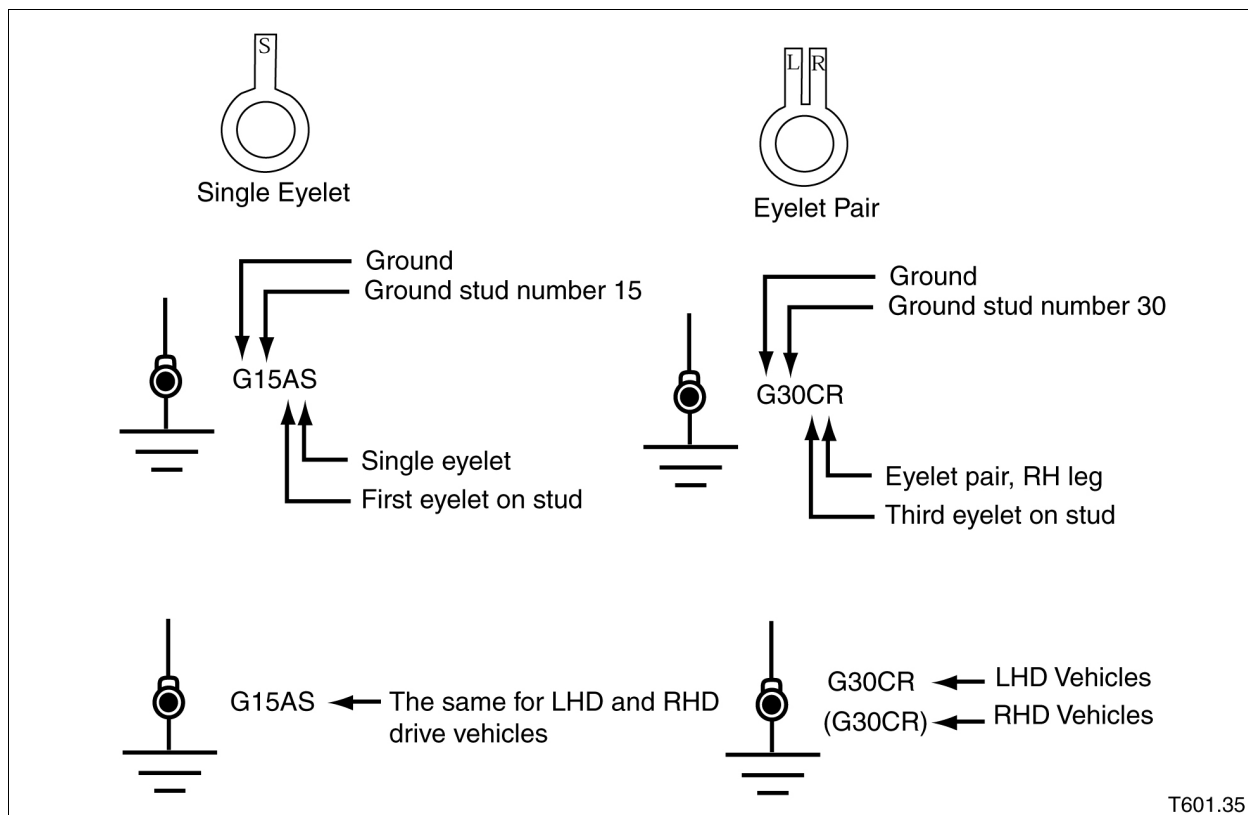 S
Single Eyelet
L R
Eyelet Pair
Ground
Ground stud number 15
G15AS
Single eyelet
First eyelet on stud
Ground
Ground stud number 30
G30CR
Eyelet pair, RH leg
Third eyelet on stud
G15AS
The same for LHD and RHD
drive vehicles
G30CR
LHD Vehicles
(G30CR)
RHD Vehicles
T601.35